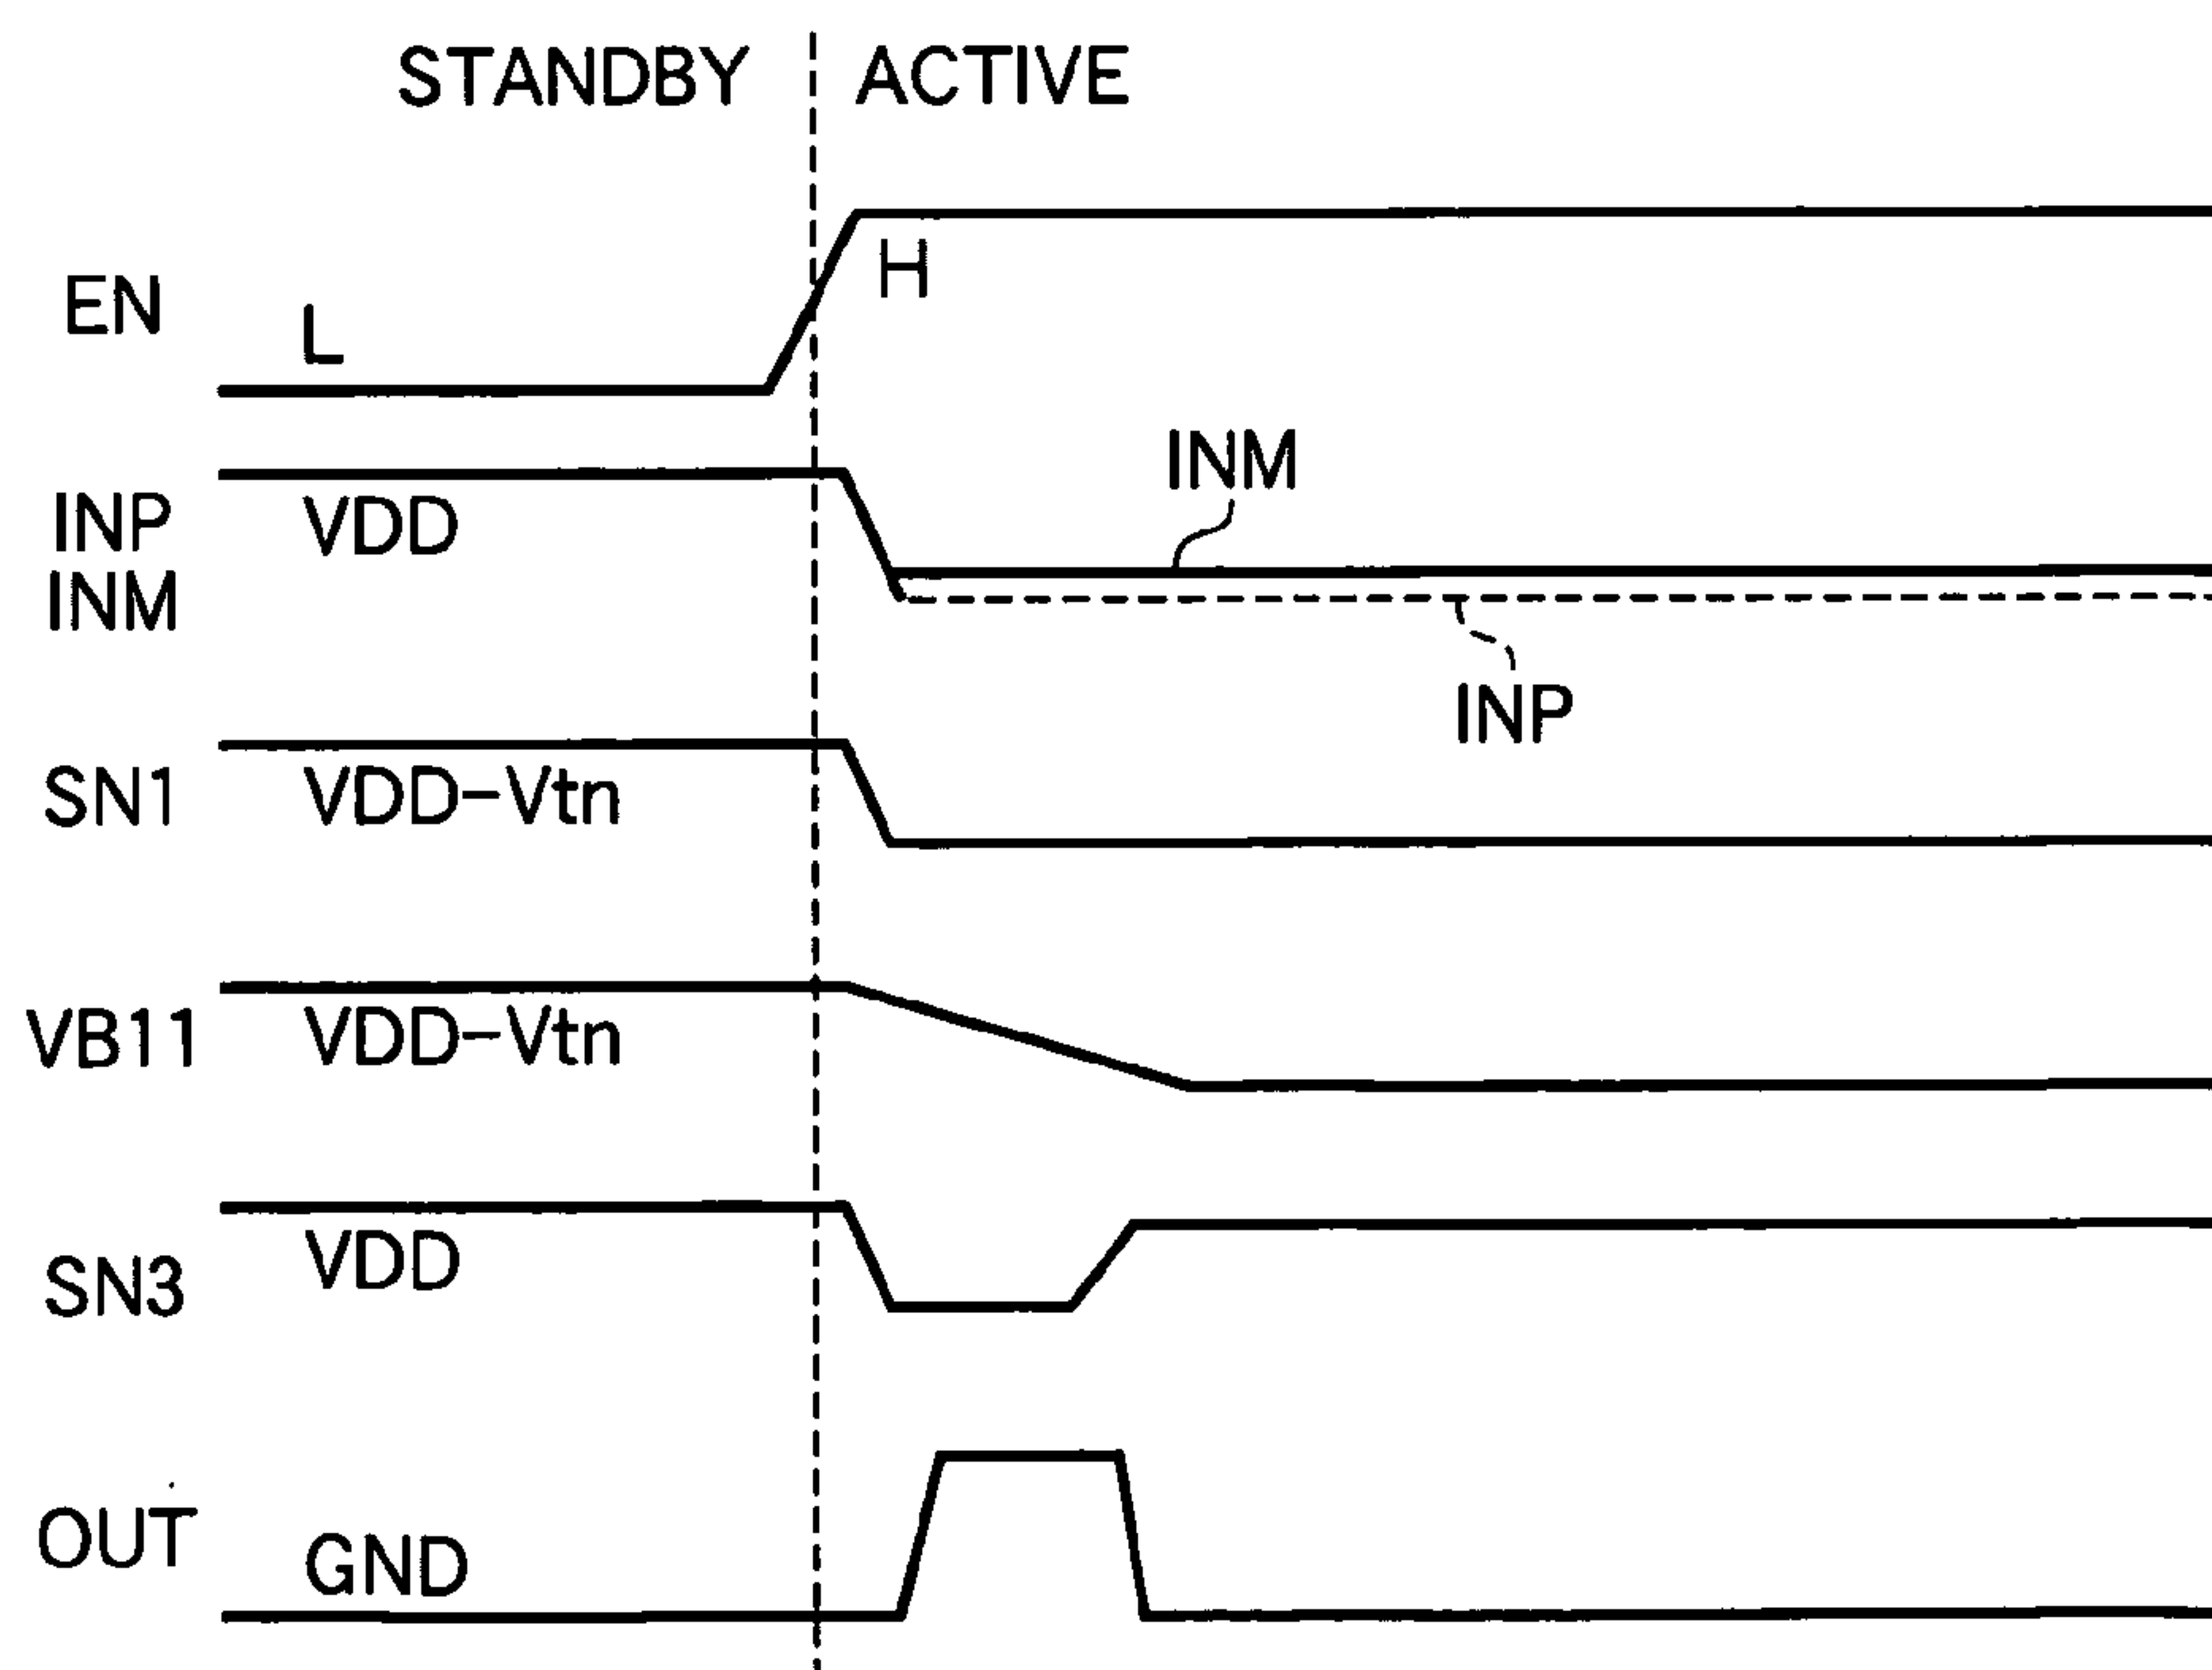 STANDBY ACTIVE
EN L H
INM
INP VDD
INM
INP
SN1 VDD-Vtn
VB11 VDD-Vtn
SN3 VDD
OUT GND